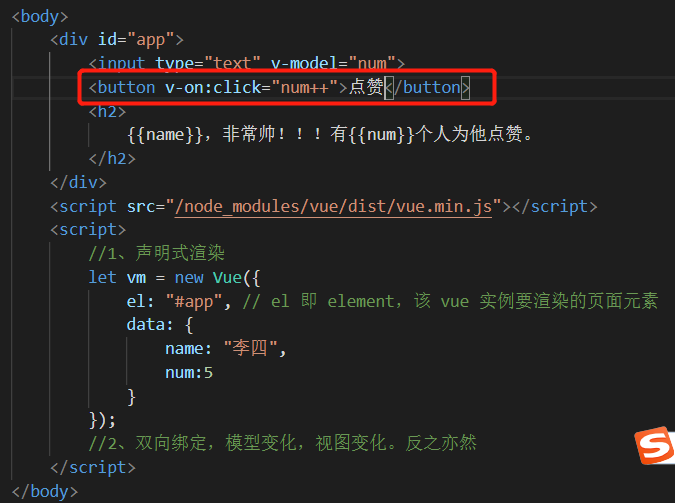 <body>
<div id="app">
<input type="text" v-model="num">
<button v-on:click="num++">点赞</button>
<h2>
{{name}}，非常帅！！！有{{num}}个人为他点赞。
</h2>
</div>
<script src="/node_modules/vue/dist/vue.min.js"></script>
<script>
//1、声明式渲染
let vm = new Vue({
el: "#app", // el 即 element，该 vue 实例要渲染的页面元素
data: {
name: "李四",
num:5
}
});
//2、双向绑定，模型变化，视图变化。反之亦然
</script>
</body>